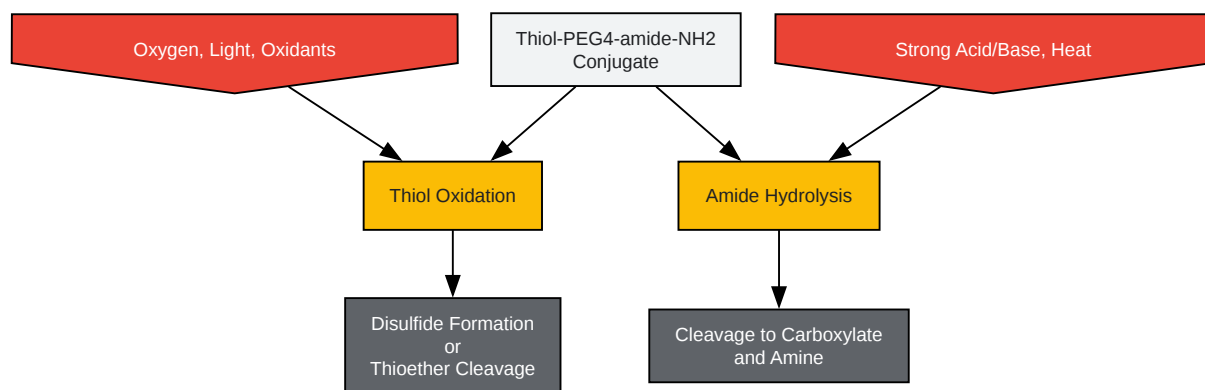 Oxygen, Light, Oxidants
Thiol-PEG4-amide-NH2
Conjugate
Strong Acid/Base, Heat
Thiol Oxidation
Amide Hydrolysis
Disulfide Formation
or
Thioether Cleavage
Cleavage to Carboxylate
and Amine